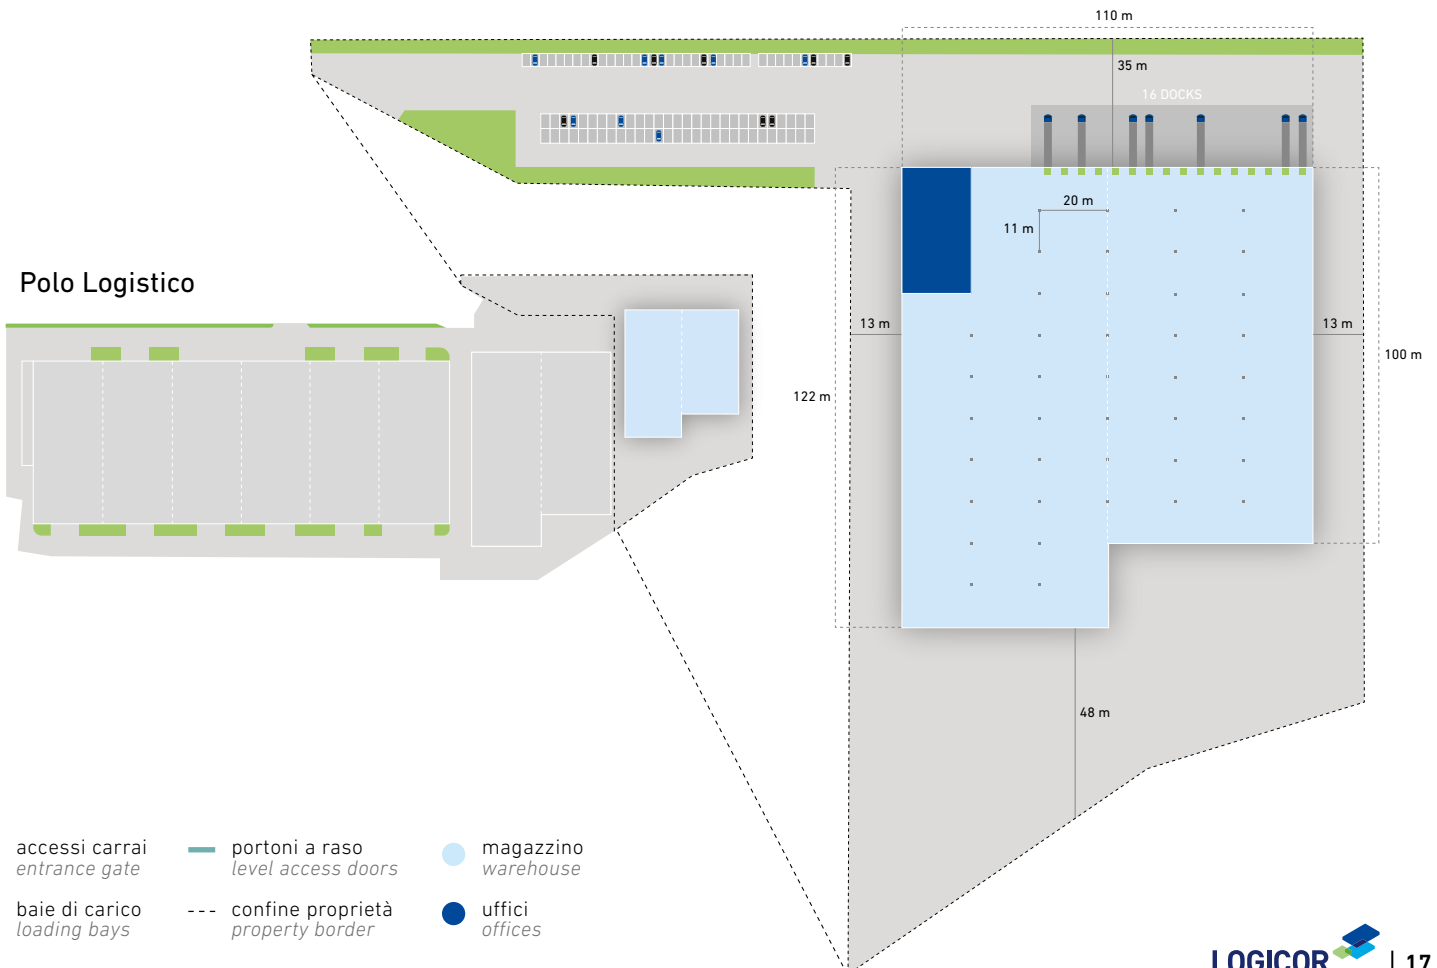 110 m
35 m
16 DOCKS
20 m
11 m
Polo Logistico
13 m
13 m
100 m
122 m
48 m
accessi carrai
entrance gate
portoni a raso
level access doors
magazzino
warehouse
baie di carico
loading bays
confine proprietà
property border
uffici
offices
LOGICOR
17